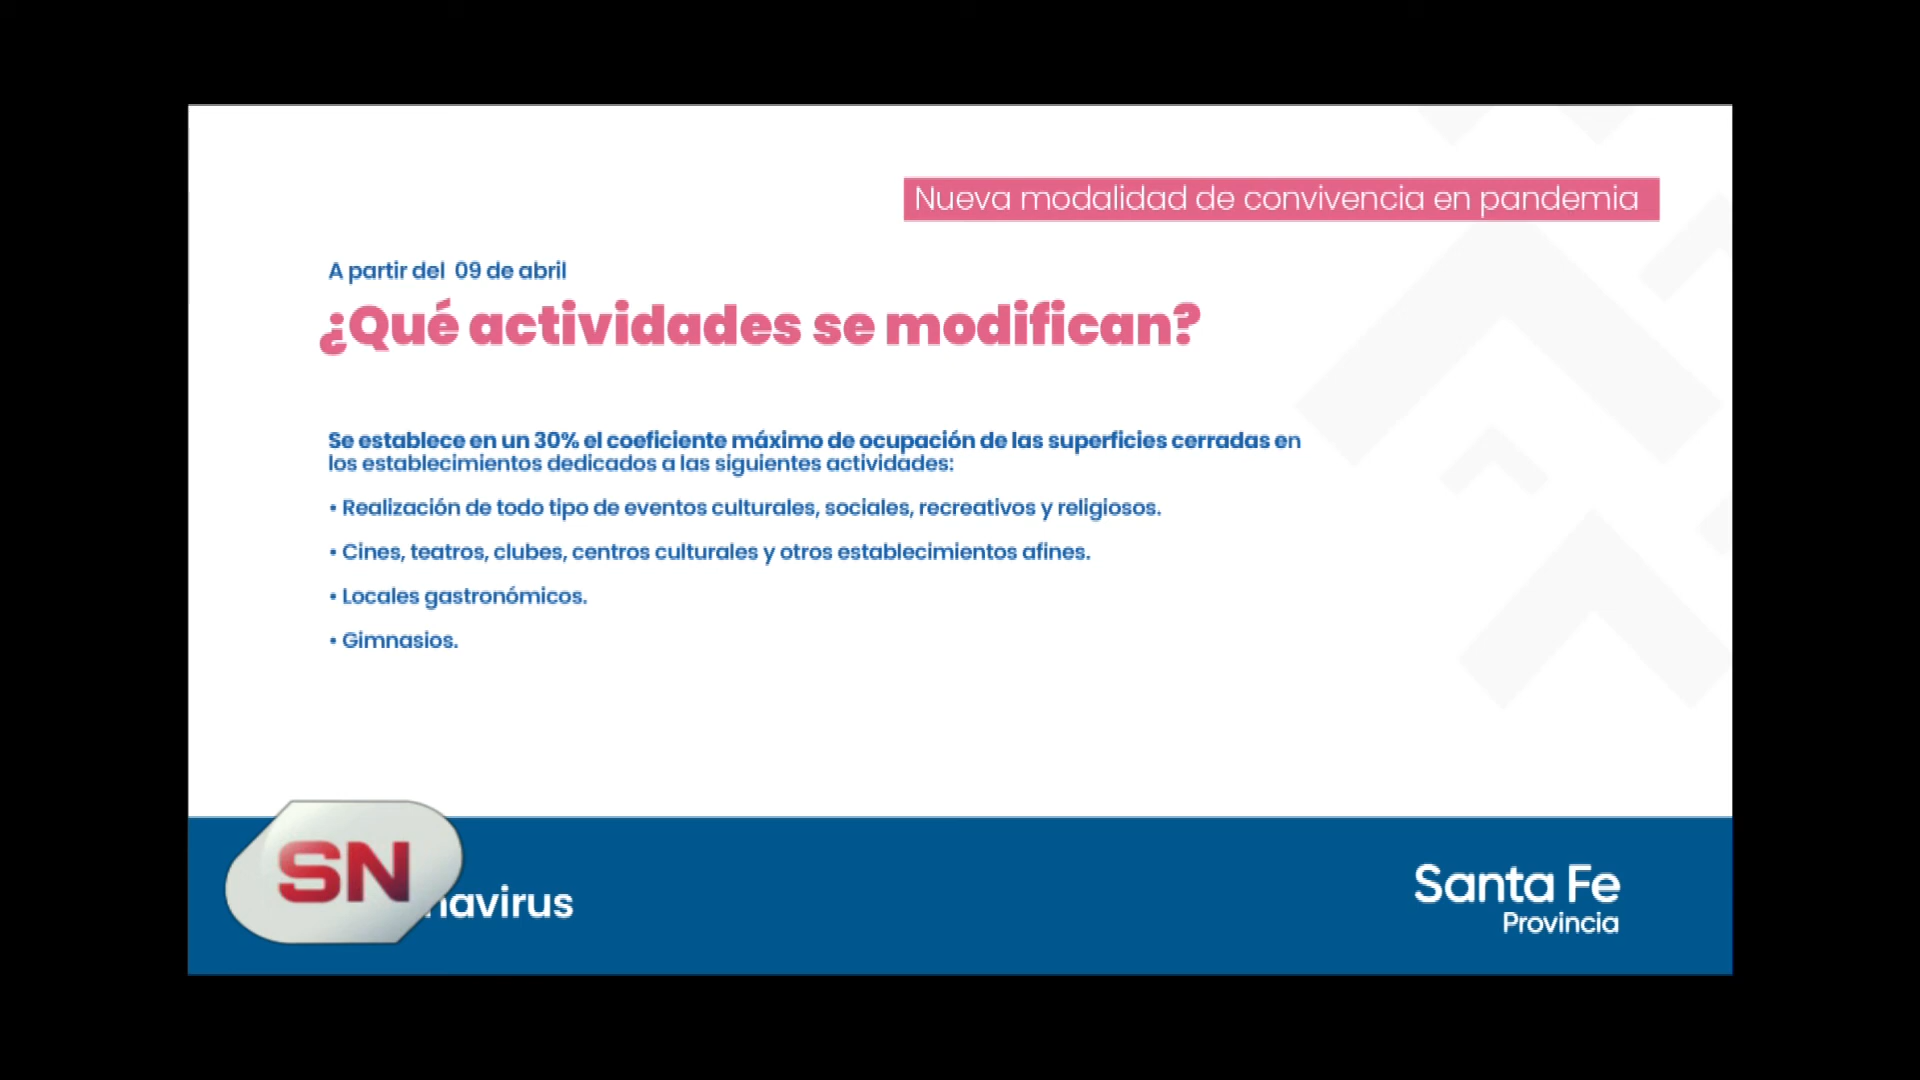 Nueva modalidad de convivencia en pandemia
A partir del 09 de abril
¿Qué actividades se modifican?
Se establece en un 30% el coeficiente máximo de ocupación de las superficies cerradas en
los establecimientos dedicados a las siguientes actividades:
• Realización de todo tipo de eventos culturales, sociales, recreativos y religiosos.
• Cines, teatros, clubes, centros culturales y otros establecimientos afines.
• Locales gastronómicos.
• Gimnasios.
SN
navirus
Santa Fe
Provincia